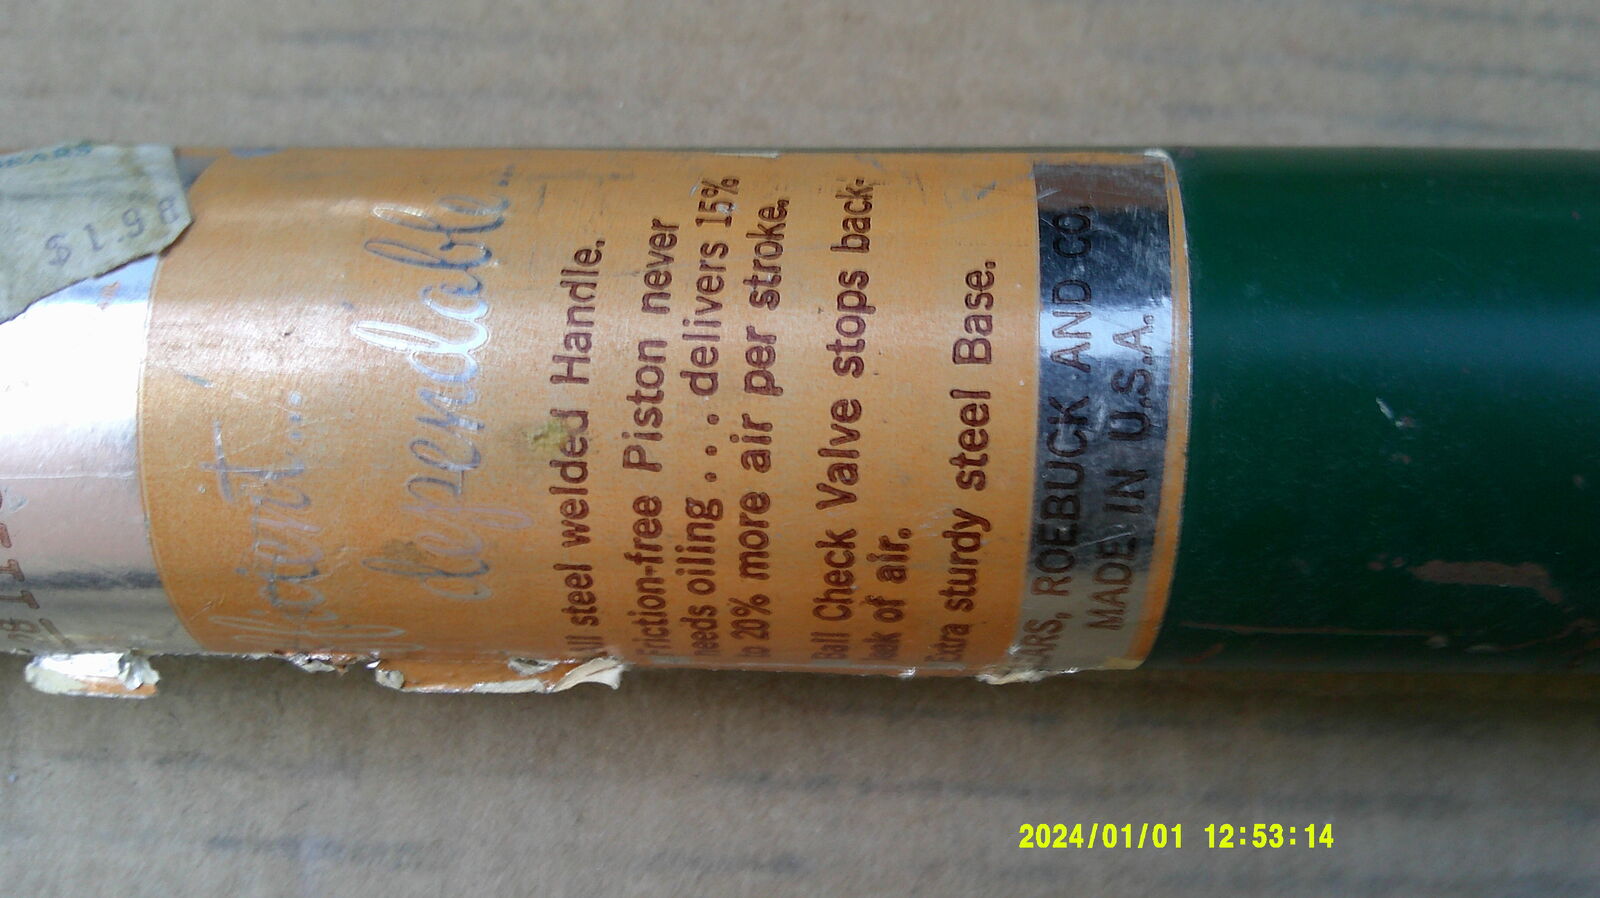 SEARS
$1.98
efficient...
dependable...
All steel welded Handle.
Friction-free Piston never
needs oiling . . . delivers 15%
to 20% more air per stroke.
Ball Check Valve stops back-
leak of air.
Extra sturdy steel Base.
SEARS, ROEBUCK AND CO.
MADE IN U.S.A.
2024/01/01 12:53:14